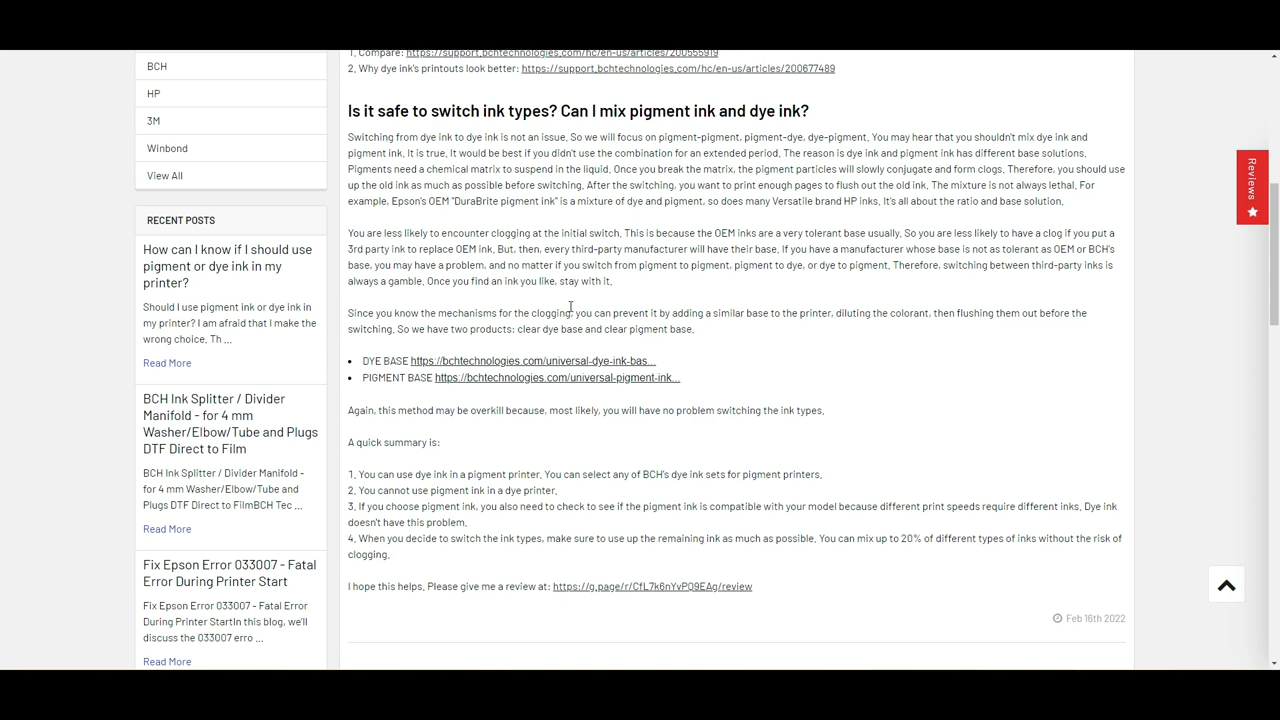 BCH
HP
3M
Winbond
View All
RECENT POSTS
How can I know if I should use
pigment or dye ink in my
printer?
Should I use pigment ink or dye ink in
my printer? I am afraid that I make the
wrong choice. Th ...
Read More
BCH Ink Splitter / Divider
Manifold - for 4 mm
Washer/Elbow/Tube and Plugs
DTF Direct to Film
BCH Ink Splitter / Divider Manifold -
for 4 mm Washer/Elbow/Tube and
Plugs DTF Direct to FilmBCH Tec ...
Read More
Fix Epson Error 033007 - Fatal
Error During Printer Start
Fix Epson Error 033007 - Fatal Error
During Printer StartIn this blog, we'll
discuss the 033007 erro ...
Read More
1. Compare: https://support.bchtechnologies.com/hc/en-us/articles/200555919
2. Why dye ink's printouts look better: https://support.bchtechnologies.com/hc/en-us/articles/200677489
Is it safe to switch ink types? Can I mix pigment ink and dye ink?
Switching from dye ink to dye ink is not an issue. So we will focus on pigment-pigment, pigment-dye, dye-pigment. You may hear that you shouldn't mix dye ink and
pigment ink. It is true. It would be best if you didn't use the combination for an extended period. The reason is dye ink and pigment ink has different base solutions.
Pigments need a chemical matrix to suspend in the liquid. Once you break the matrix, the pigment particles will slowly conjugate and form clogs. Therefore, you should use
up the old ink as much as possible before switching. After the switching, you want to print enough pages to flush out the old ink. The mixture is not always lethal. For
example, Epson's OEM "DuraBrite pigment ink" is a mixture of dye and pigment, so does many Versatile brand HP inks. It's all about the ratio and base solution.
You are less likely to encounter clogging at the initial switch. This is because the OEM inks are a very tolerant base usually. So you are less likely to have a clog if you put a
3rd party ink to replace OEM ink. But, then, every third-party manufacturer will have their base. If you have a manufacturer whose base is not as tolerant as OEM or BCH's
base, you may have a problem, and no matter if you switch from pigment to pigment, pigment to dye, or dye to pigment. Therefore, switching between third-party inks is
always a gamble. Once you find an ink you like, stay with it.
Since you know the mechanisms for the clogging, you can prevent it by adding a similar base to the printer, diluting the colorant, then flushing them out before the
switching. So we have two products: clear dye base and clear pigment base.
• DYE BASE https://bchtechnologies.com/universal-dye-ink-bas...
• PIGMENT BASE https://bchtechnologies.com/universal-pigment-ink...
Again, this method may be overkill because, most likely, you will have no problem switching the ink types.
A quick summary is:
1. You can use dye ink in a pigment printer. You can select any of BCH's dye ink sets for pigment printers.
2. You cannot use pigment ink in a dye printer.
3. If you choose pigment ink, you also need to check to see if the pigment ink is compatible with your model because different print speeds require different inks. Dye ink
doesn't have this problem.
4. When you decide to switch the ink types, make sure to use up the remaining ink as much as possible. You can mix up to 20% of different types of inks without the risk of
clogging.
I hope this helps. Please give me a review at: https://g.page/r/CfL7k6nYvPQ9EAg/review
Feb 16th 2022
Reviews